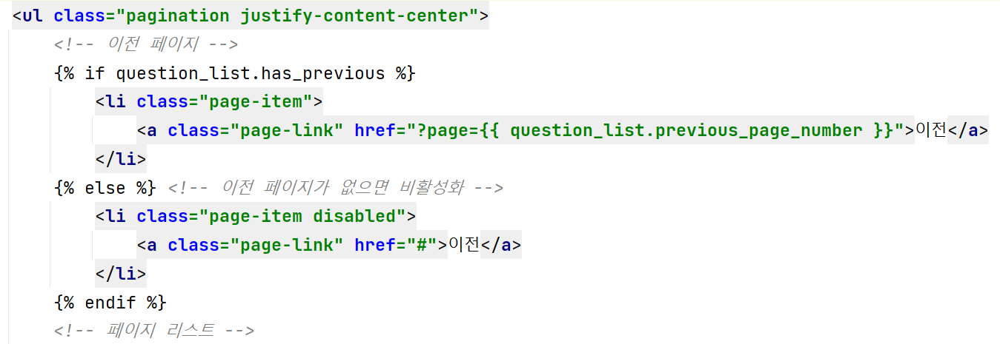 <ul class="pagination justify-content-center">
<!-- 이전 페이지 -->
{% if question_list.has_previous %}
<li class="page-item">
<a class="page-link" href="?page={{ question_list.previous_page_number }}">이전</a>
</li>
{% else %} <!-- 이전 페이지가 없으면 비활성화 -->
<li class="page-item disabled">
<a class="page-link" href="#">이전</a>
</li>
{% endif %}
<!-- 페이지 리스트 -->